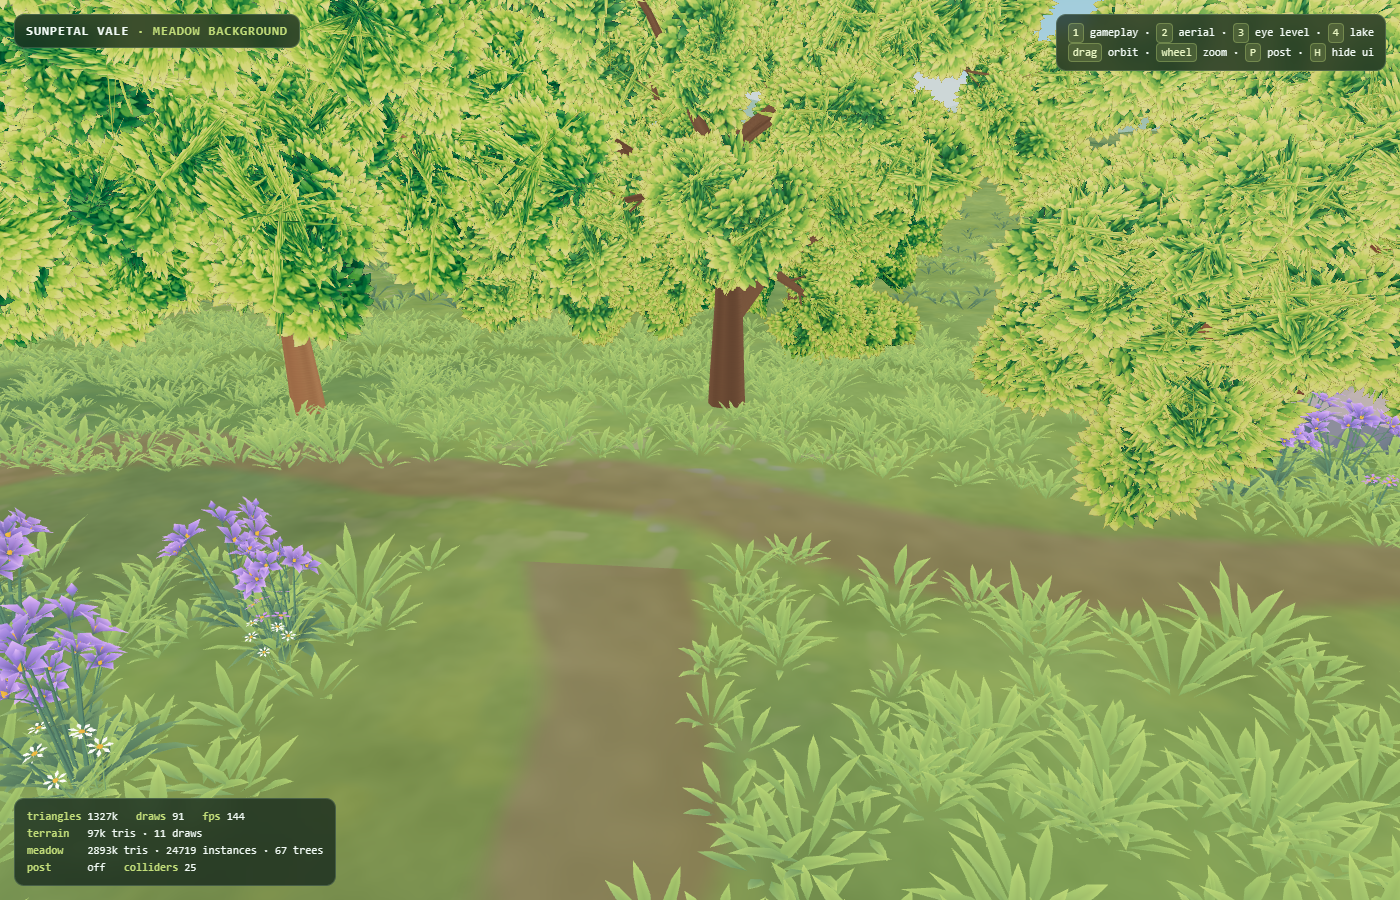 SUNPETAL VALE · MEADOW BACKGROUND
1 gameplay · 2 aerial · 3 eye level · 4 lake
drag orbit · wheel zoom · P post · H hide ui
triangles 1327k draws 91 fps 144
terrain 97k tris · 11 draws
meadow 2893k tris · 24719 instances · 67 trees
post off colliders 25